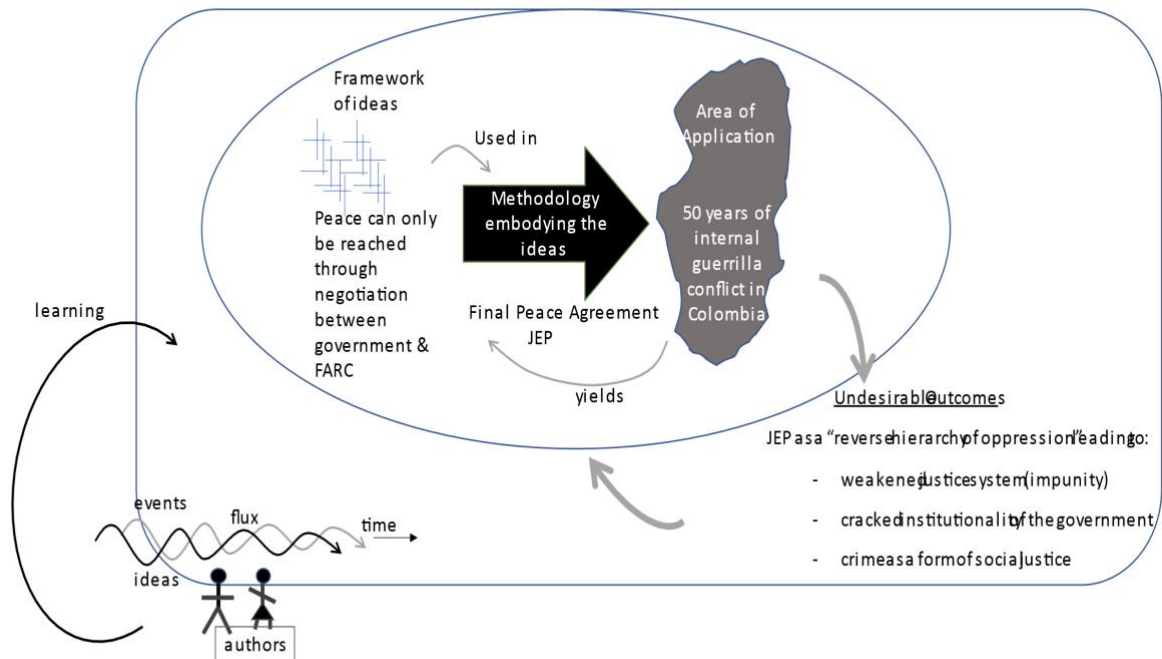 Framework
of ideas
Used in
Peace can only
be reached
through
negotiation
between
government &
FARC
Methodology
embodying the
ideas
Final Peace Agreement
JEP
yields
Area of
Application
50 years of
internal
guerrilla
conflict in
Colombia
learning
Undesirable Outcomes
JEP as a “reverse hierarchy of oppression” leading to:
- weakened justice system (impunity)
- cracked institutionality of the government
- crime as a form of social justice
events
flux
time
ideas
authors